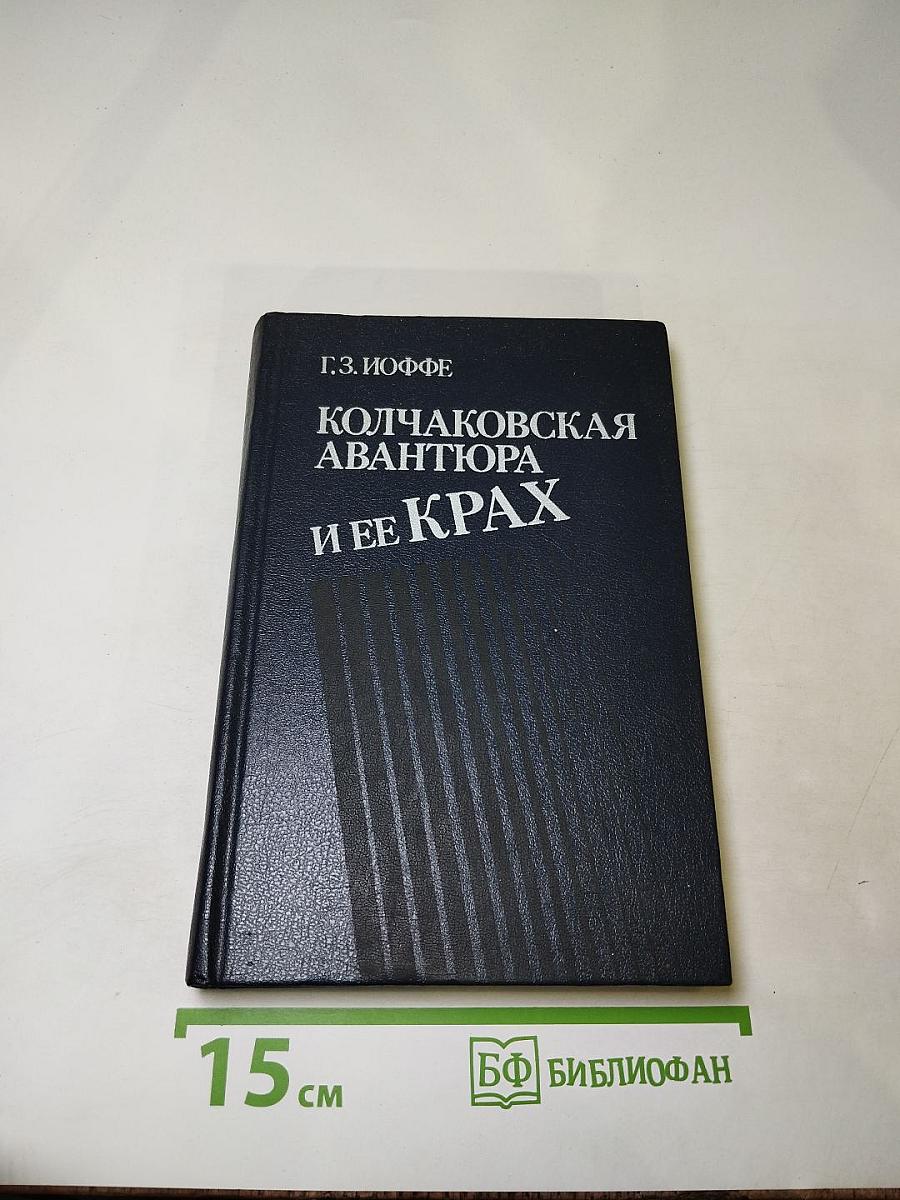 Г.З. ИОФФЕ
КОЛЧАКОВСКАЯ
АВАНТЮРА
И ЕЕ КРАХ
15 см
БФ БИБЛИОФАН